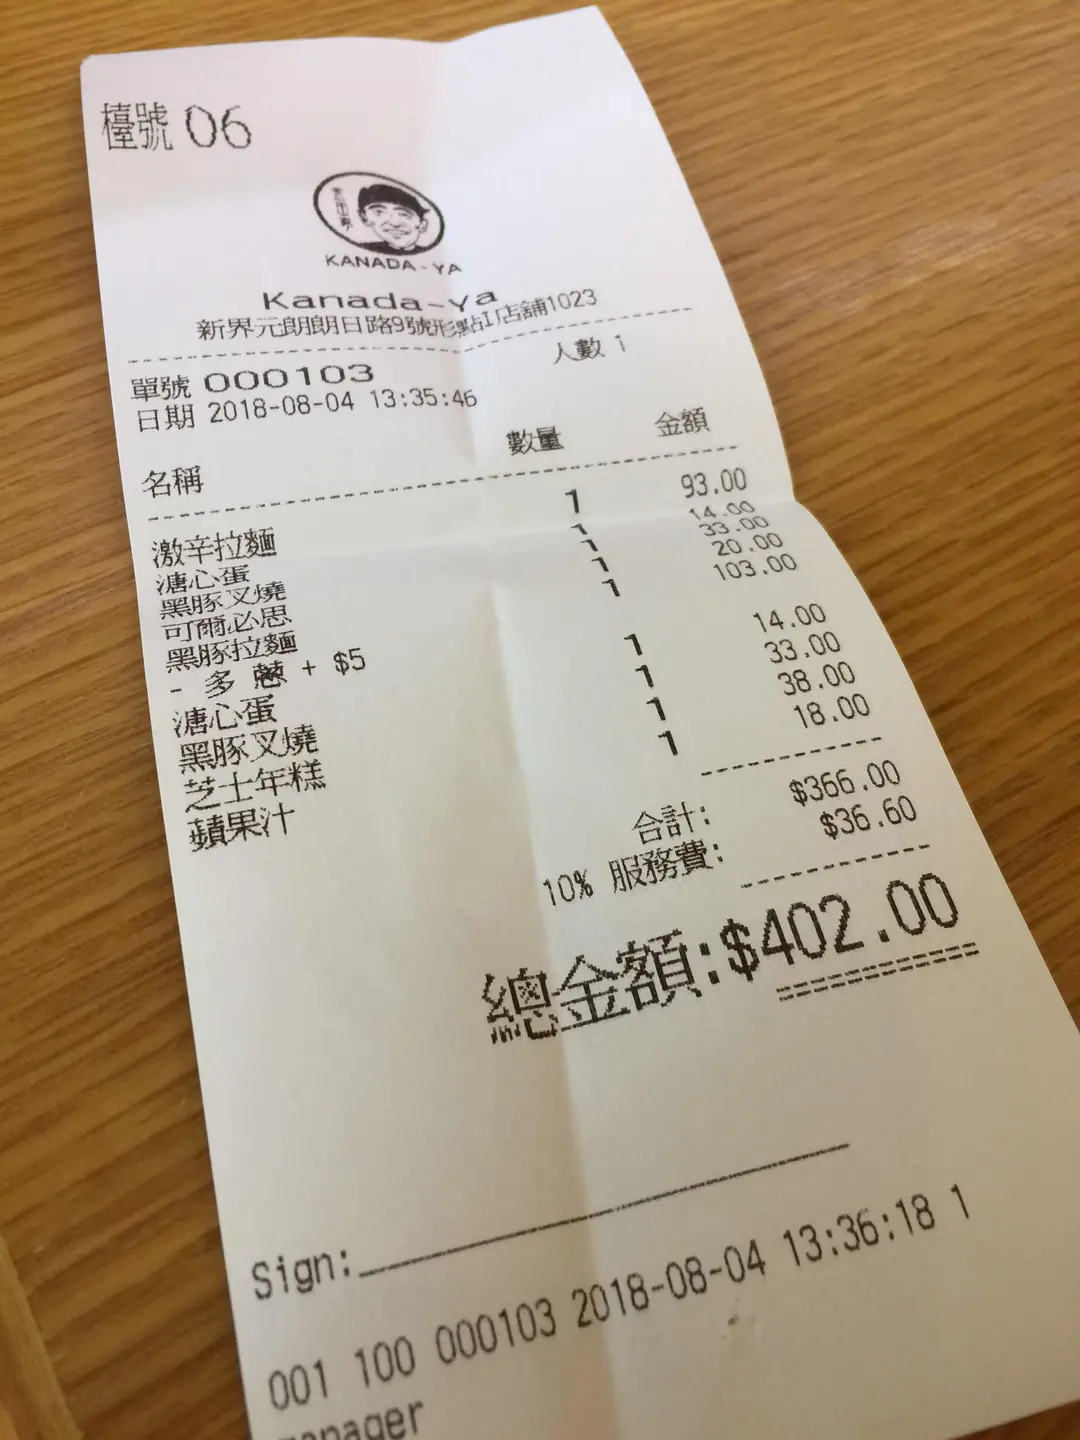 檯號 06
金田家
KANADA-YA
Kanada-Ya
新界元朗朗日路9號形點I店舖1023
人數 1
單號 000103
日期 2018-08-04 13:35:46
名稱 數量 金額
激辛拉麵 1 93.00
溏心蛋 1 14.00
黑豚叉燒 1 33.00
可爾必思 1 20.00
黑豚拉麵 1 103.00
- 多 蔥 + $5
溏心蛋 1 14.00
黑豚叉燒 1 33.00
芝士年糕 1 38.00
蘋果汁 1 18.00
合計: $366.00
10% 服務費: $36.60
總金額:$402.00
Sign:
001 100 000103 2018-08-04 13:36:18 1
manager